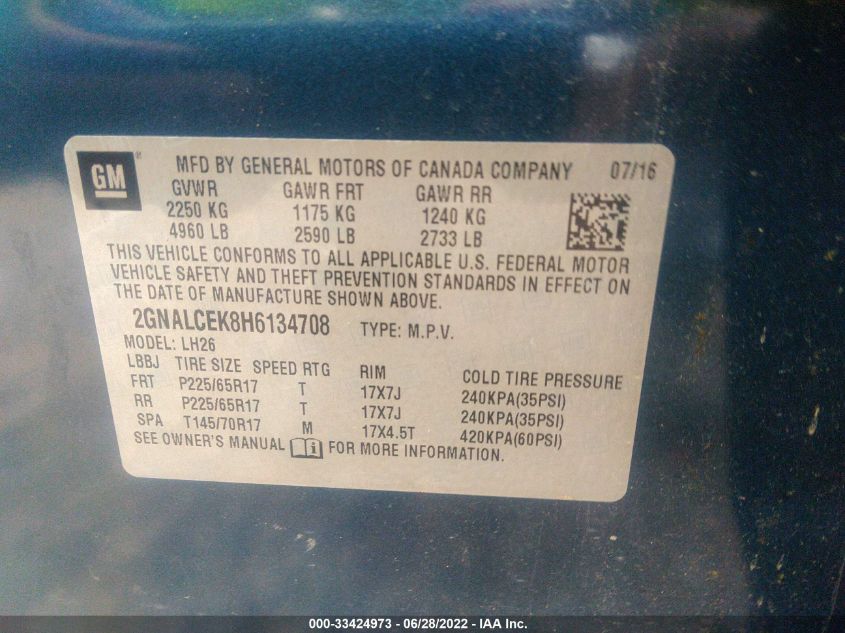 GM MFD BY GENERAL MOTORS OF CANADA COMPANY 07/16
GVWR GAWR FRT GAWR RR
2250 KG 1175 KG 1240 KG
4960 LB 2590 LB 2733 LB
THIS VEHICLE CONFORMS TO ALL APPLICABLE U.S. FEDERAL MOTOR
VEHICLE SAFETY AND THEFT PREVENTION STANDARDS IN EFFECT ON
THE DATE OF MANUFACTURE SHOWN ABOVE.
2GNALCEK8H6134708 TYPE: M.P.V.
MODEL: LH26
LBBJ TIRE SIZE SPEED RTG RIM COLD TIRE PRESSURE
FRT P225/65R17 T 17X7J 240KPA(35PSI)
RR P225/65R17 T 17X7J 240KPA(35PSI)
SPA T145/70R17 M 17X4.5T 420KPA(60PSI)
SEE OWNER'S MANUAL i FOR MORE INFORMATION.
000-33424973 - 06/28/2022 - IAA Inc.